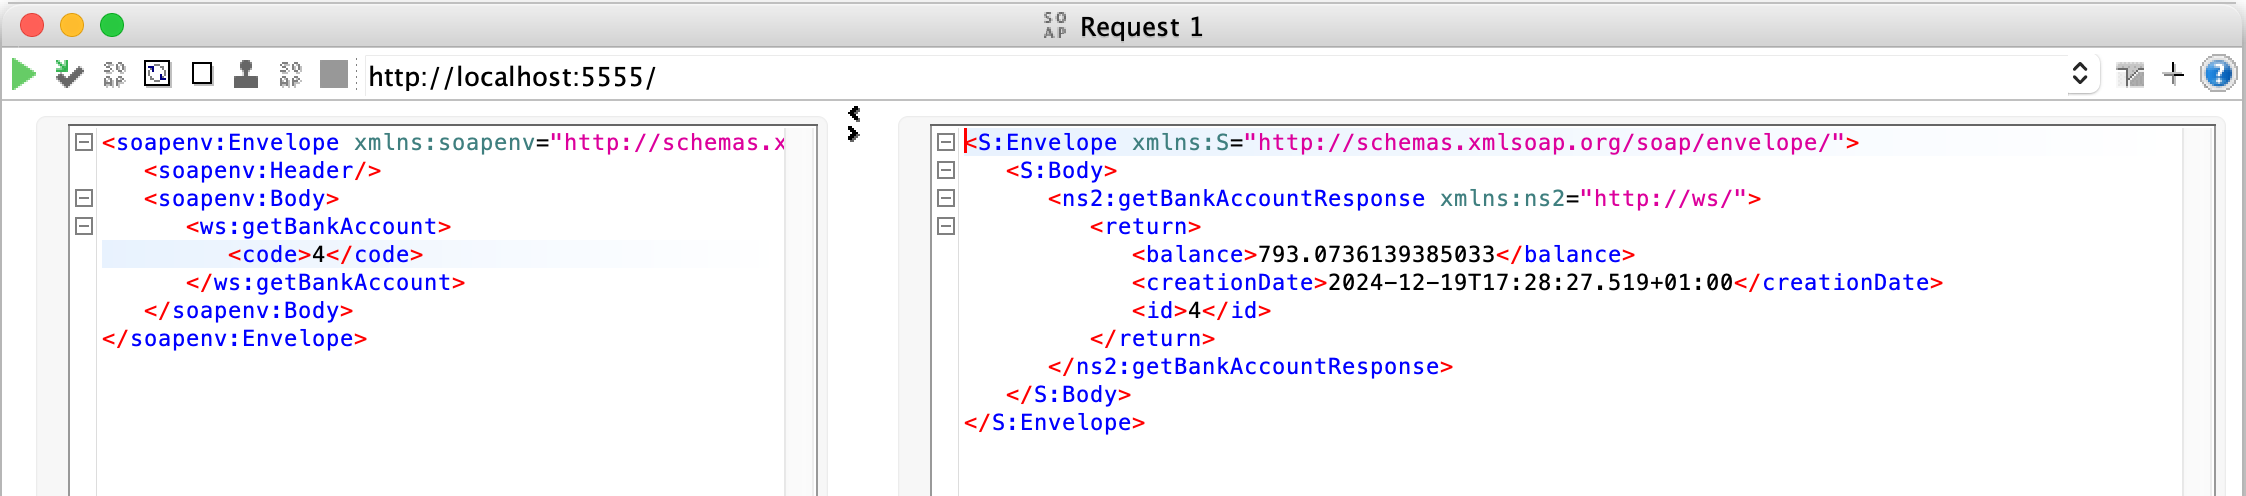 SOAP Request 1
http://localhost:5555/
<soapenv:Envelope xmlns:soapenv="http://schemas.x
<soapenv:Header/>
<soapenv:Body>
<ws:getBankAccount>
<code>4</code>
</ws:getBankAccount>
</soapenv:Body>
</soapenv:Envelope>
<S:Envelope xmlns:S="http://schemas.xmlsoap.org/soap/envelope/">
<S:Body>
<ns2:getBankAccountResponse xmlns:ns2="http://ws/">
<return>
<balance>793.0736139385033</balance>
<creationDate>2024-12-19T17:28:27.519+01:00</creationDate>
<id>4</id>
</return>
</ns2:getBankAccountResponse>
</S:Body>
</S:Envelope>